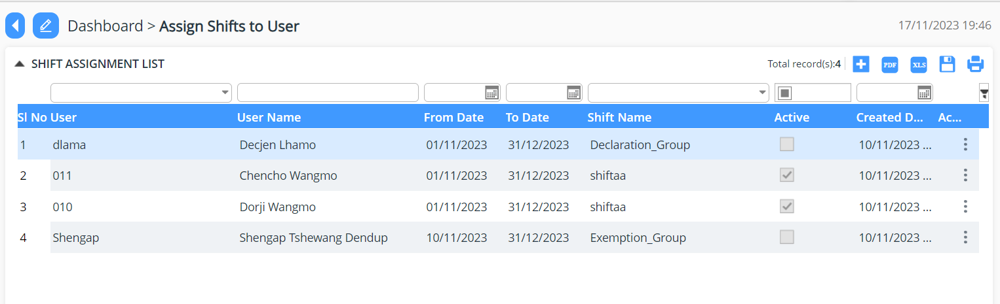 Dashboard > Assign Shifts to User 17/11/2023 19:46
SHIFT ASSIGNMENT LIST Total record(s):4 PDF XLS
Sl No User User Name From Date To Date Shift Name Active Created D... Ac...
1 dlama Decjen Lhamo 01/11/2023 31/12/2023 Declaration_Group 10/11/2023 ...
2 011 Chencho Wangmo 01/11/2023 31/12/2023 shiftaa 10/11/2023 ...
3 010 Dorji Wangmo 01/11/2023 31/12/2023 shiftaa 10/11/2023 ...
4 Shengap Shengap Tshewang Dendup 10/11/2023 31/12/2023 Exemption_Group 10/11/2023 ...